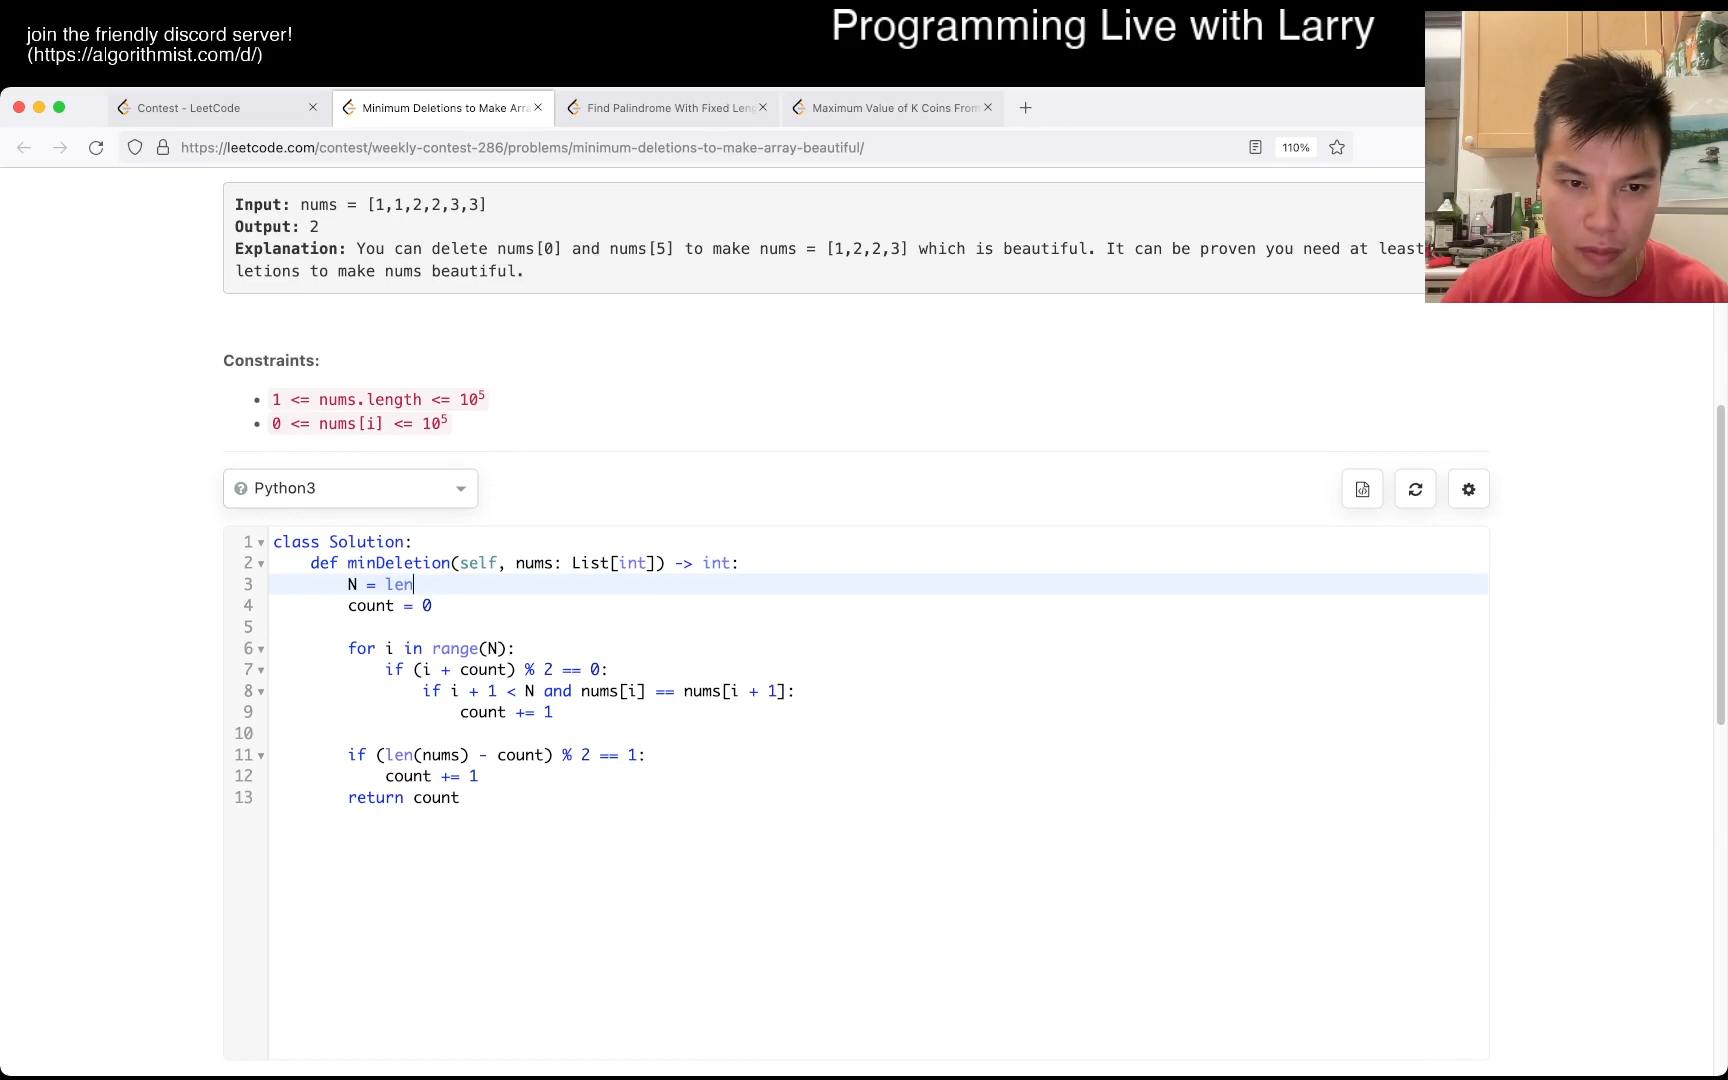 join the friendly discord server!
(https://algorithmist.com/d/)
Programming Live with Larry
Contest - LeetCode
Minimum Deletions to Make Arra
Find Palindrome With Fixed Leng
Maximum Value of K Coins From
https://leetcode.com/contest/weekly-contest-286/problems/minimum-deletions-to-make-array-beautiful/
110%
Input: nums = [1,1,2,2,3,3]
Output: 2
Explanation: You can delete nums[0] and nums[5] to make nums = [1,2,2,3] which is beautiful. It can be proven you need at least
letions to make nums beautiful.
Constraints:
• 1 <= nums.length <= 10^5
• 0 <= nums[i] <= 10^5
Python3
1 class Solution:
2 def minDeletion(self, nums: List[int]) -> int:
3 N = len
4 count = 0
5
6 for i in range(N):
7 if (i + count) % 2 == 0:
8 if i + 1 < N and nums[i] == nums[i + 1]:
9 count += 1
10
11 if (len(nums) - count) % 2 == 1:
12 count += 1
13 return count